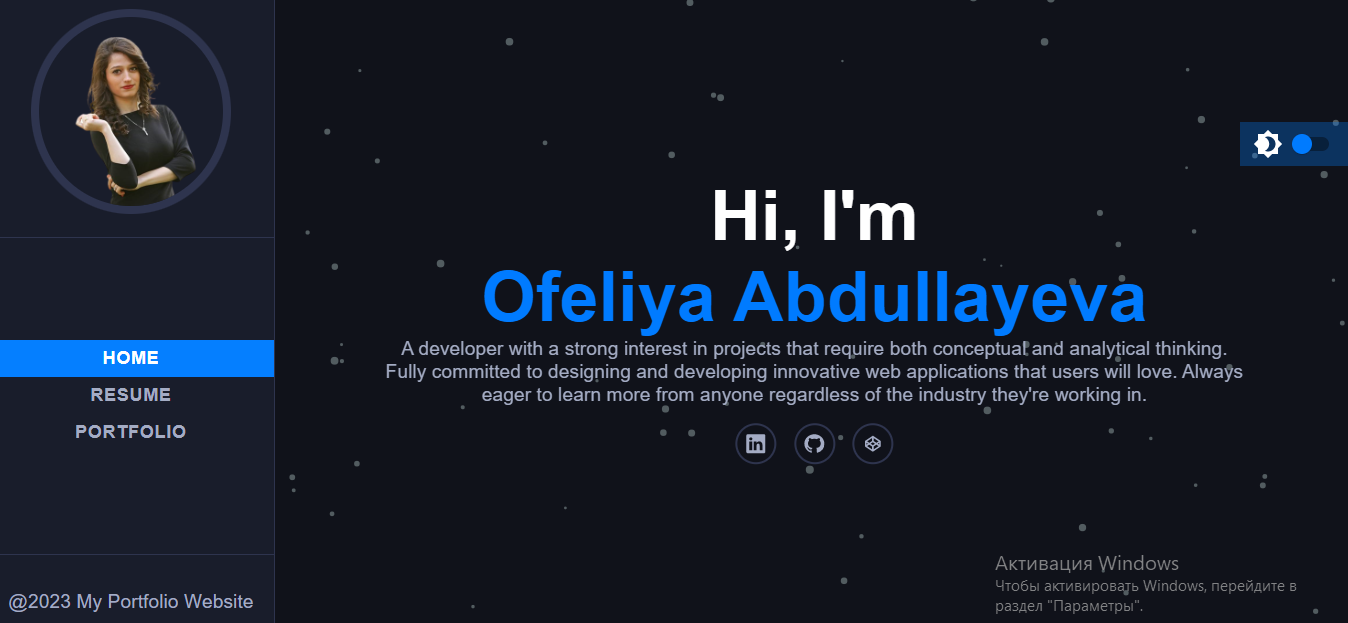 HOME
RESUME
PORTFOLIO
@2023 My Portfolio Website
Hi, I'm
Ofeliya Abdullayeva
A developer with a strong interest in projects that require both conceptual and analytical thinking.
Fully committed to designing and developing innovative web applications that users will love. Always
eager to learn more from anyone regardless of the industry they're working in.
in
Активация Windows
Чтобы активировать Windows, перейдите в
раздел "Параметры".